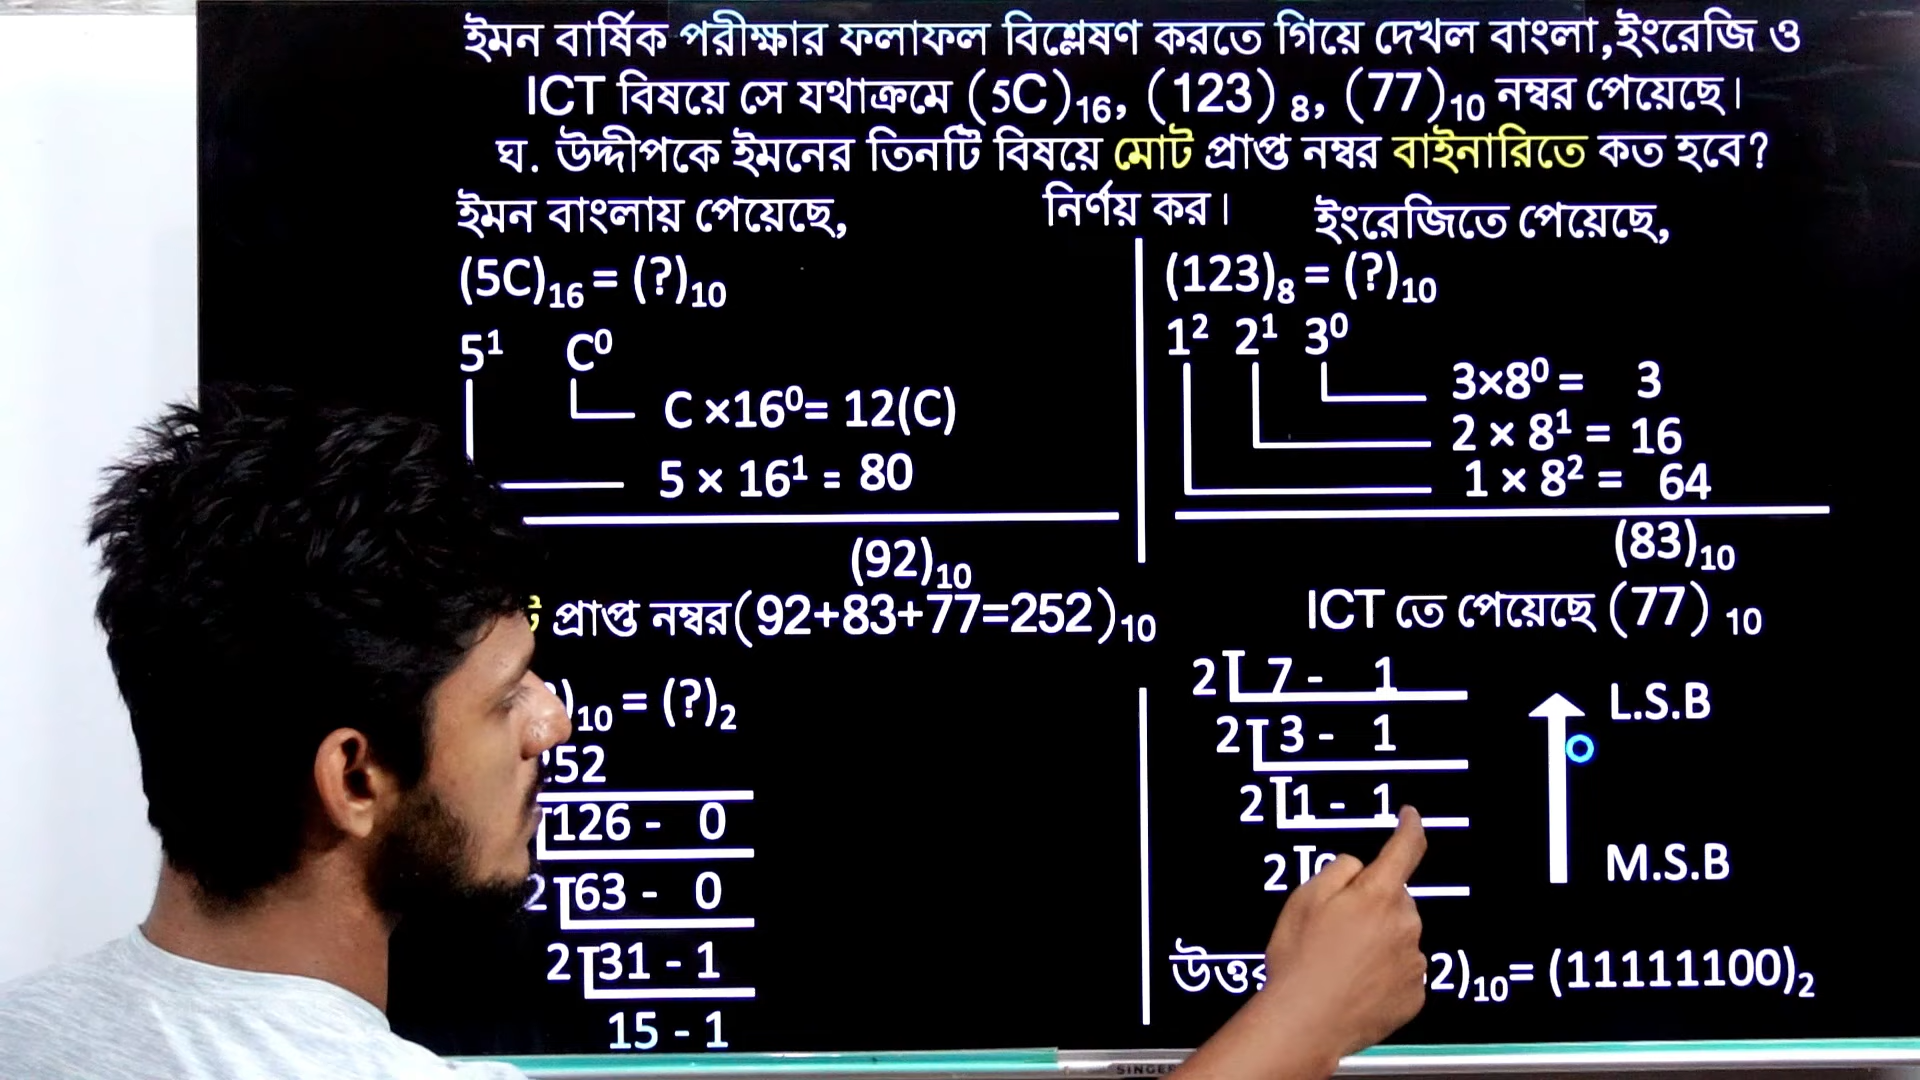 ইমন বার্ষিক পরীক্ষার ফলাফল বিশ্লেষণ করতে গিয়ে দেখল বাংলা,ইংরেজি ও
ICT বিষয়ে সে যথাক্রমে (5C)₁₆, (123) ₈, (77)₁₀ নম্বর পেয়েছে।
ঘ. উদ্দীপকে ইমনের তিনটি বিষয়ে মোট প্রাপ্ত নম্বর বাইনারিতে কত হবে?
নির্ণয় কর।
ইমন বাংলায় পেয়েছে,
(5C)₁₆ = (?)₁₀
5¹ C⁰
C ×16⁰= 12(C)
5 × 16¹ = 80
(92)₁₀
ইংরেজিতে পেয়েছে,
(123)₈ = (?)₁₀
1² 2¹ 3⁰
3×8⁰ = 3
2 × 8¹ = 16
1 × 8² = 64
(83)₁₀
ICT তে পেয়েছে (77) ₁₀
প্রাপ্ত নম্বর(92+83+77=252)₁₀
)₁₀ = (?)₂
252
126 - 0
2 63 - 0
2 31 - 1
15 - 1
2 7 - 1
2 3 - 1
2 1 - 1
2
L.S.B
M.S.B
2)₁₀= (11111100)₂
SINGER